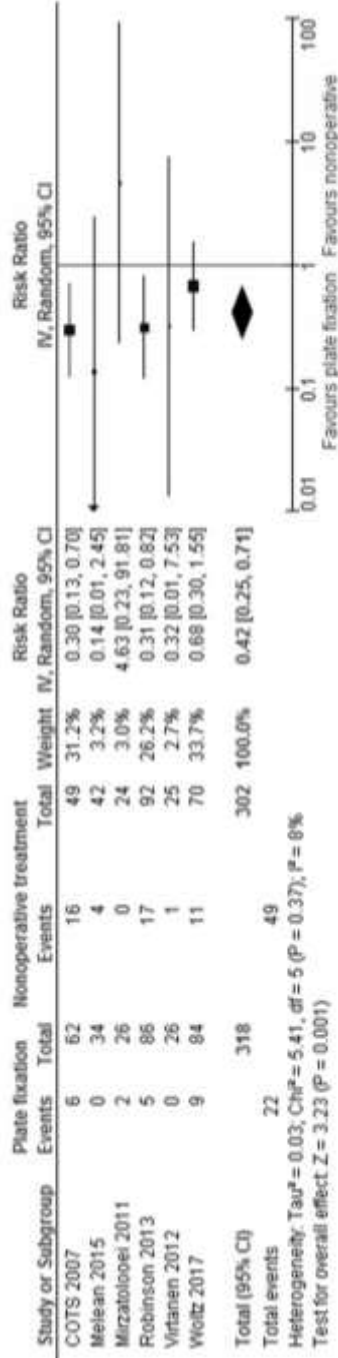 Plate fixation Nonoperative treatment Risk Ratio Risk Ratio
Study or Subgroup Events Total Events Total Weight IV, Random, 95% CI IV, Random, 95% CI
COTS 2007 6 62 16 49 31.2% 0.30 [0.13, 0.70]
Melean 2015 0 34 4 42 3.2% 0.14 [0.01, 2.45]
Mirzatolooei 2011 2 26 0 24 3.0% 4.63 [0.23, 91.81]
Robinson 2013 5 86 17 92 26.2% 0.31 [0.12, 0.82]
Virtanen 2012 0 26 1 25 2.7% 0.32 [0.01, 7.53]
Woltz 2017 9 84 11 70 33.7% 0.68 [0.30, 1.55]
Total (95% CI) 318 302 100.0% 0.42 [0.25, 0.71]
Total events 22 49
Heterogeneity: Tau² = 0.03; Chi² = 5.41, df = 5 (P = 0.37); I² = 8%
Test for overall effect: Z = 3.23 (P = 0.001)
0.01 0.1 1 10 100
Favours plate fixation Favours nonoperative